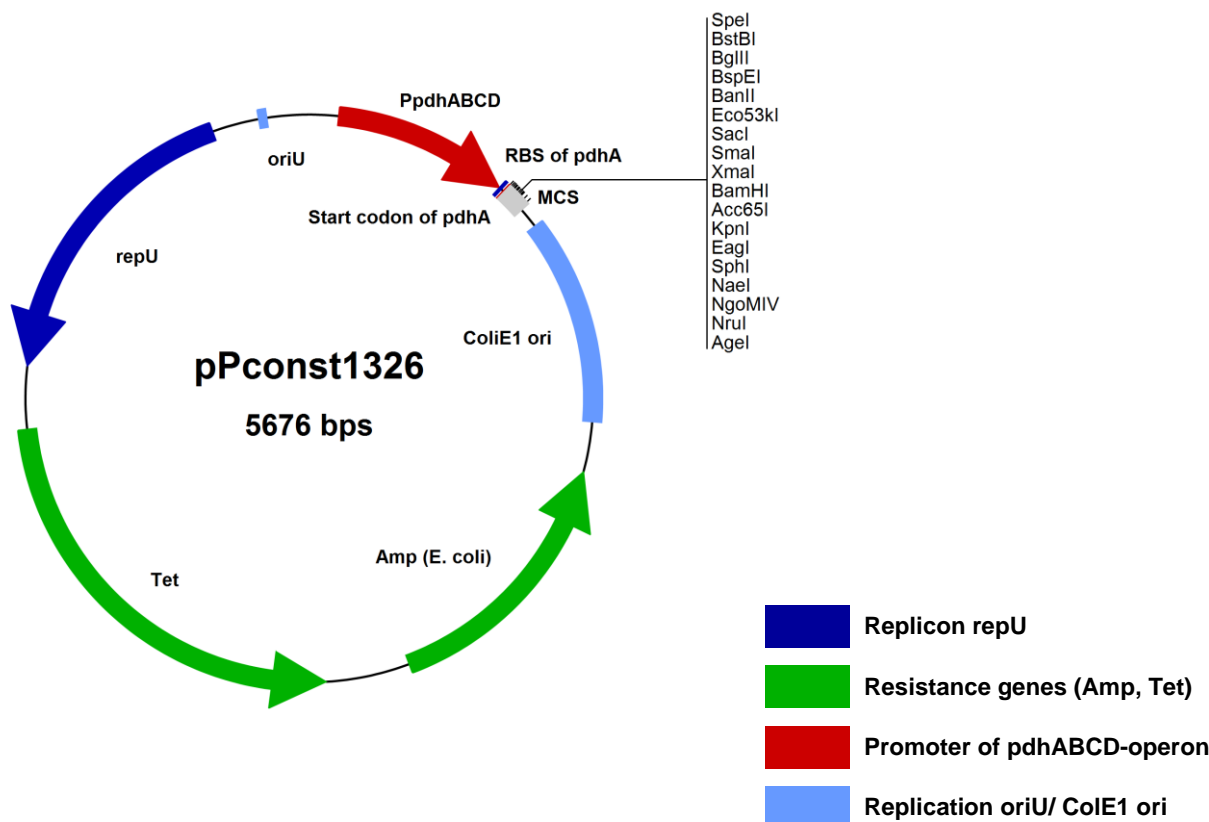 SpeI
BstBI
BglII
BspEI
BanII
Eco53kI
SacI
SmaI
XmaI
BamHI
Acc65I
KpnI
EagI
SphI
NaeI
NgoMIV
NruI
AgeI
PpdhABCD
oriU
RBS of pdhA
MCS
Start codon of pdhA
repU
ColiE1 ori
pPconst1326
5676 bps
Amp (E. coli)
Tet
Replicon repU
Resistance genes (Amp, Tet)
Promoter of pdhABCD-operon
Replication oriU/ ColE1 ori